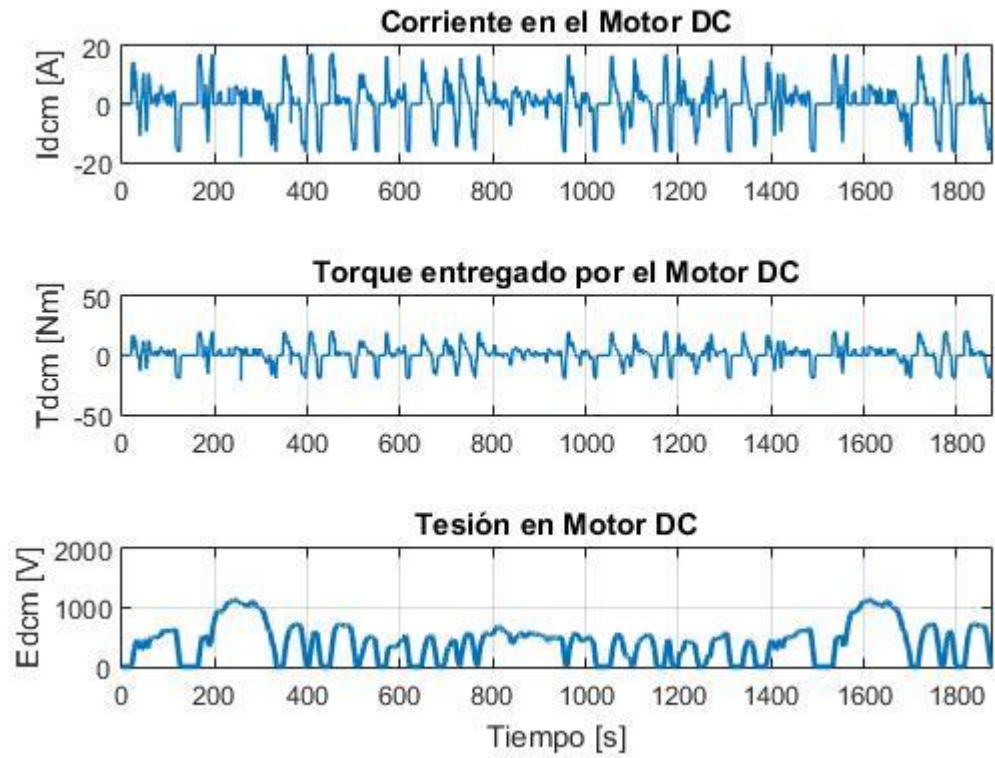 Corriente en el Motor DC
Idcm [A]
20
0
-20
0 200 400 600 800 1000 1200 1400 1600 1800
Torque entregado por el Motor DC
Tdcm [Nm]
50
0
-50
0 200 400 600 800 1000 1200 1400 1600 1800
Tesión en Motor DC
Edcm [V]
2000
1000
0
0 200 400 600 800 1000 1200 1400 1600 1800
Tiempo [s]